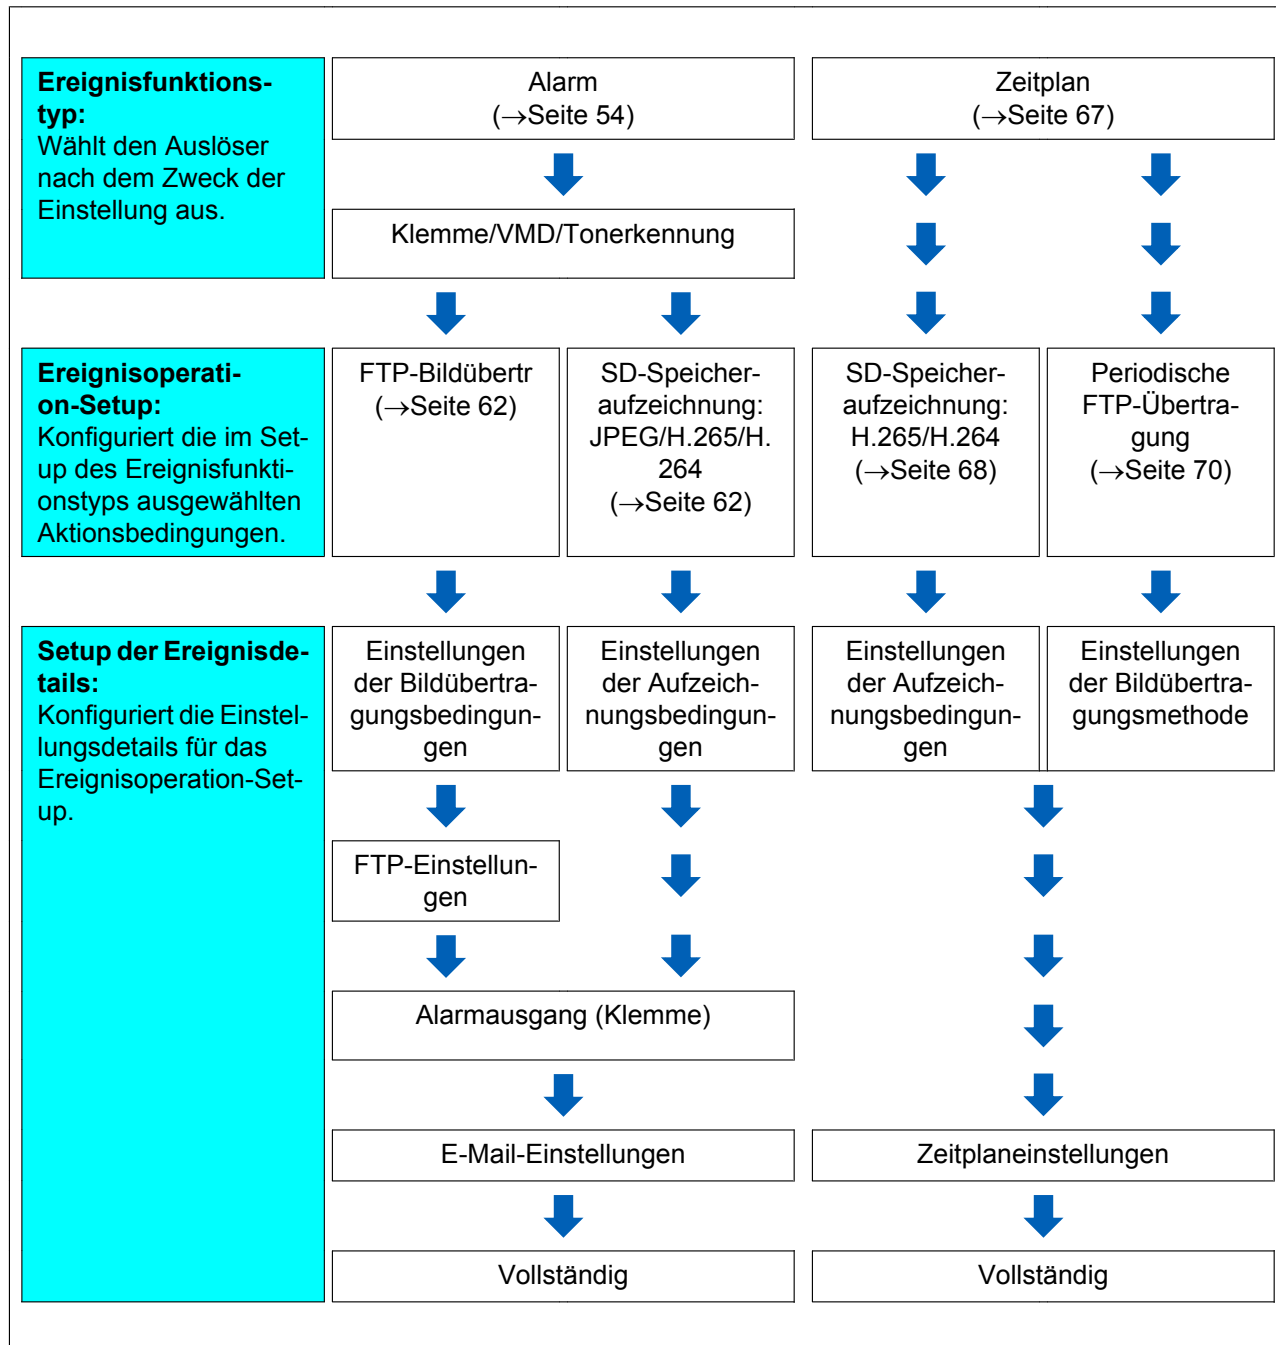 Ereignisfunktions-
typ:
Wählt den Auslöser
nach dem Zweck der
Einstellung aus.
Alarm
(→Seite 54)
Zeitplan
(→Seite 67)
Klemme/VMD/Tonerkennung
Ereignisoperati-
on-Setup:
Konfiguriert die im Set-
up des Ereignisfunkti-
onstyps ausgewählten
Aktionsbedingungen.
FTP-Bildübertr
(→Seite 62)
SD-Speicher-
aufzeichnung:
JPEG/H.265/H.
264
(→Seite 62)
SD-Speicher-
aufzeichnung:
H.265/H.264
(→Seite 68)
Periodische
FTP-Übertra-
gung
(→Seite 70)
Setup der Ereignisde-
tails:
Konfiguriert die Einstel-
lungsdetails für das
Ereignisoperation-Set-
up.
Einstellungen
der Bildübertra-
gungsbedingun-
gen
Einstellungen
der Aufzeich-
nungsbedingun-
gen
Einstellungen
der Aufzeich-
nungsbedingun-
gen
Einstellungen
der Bildübertra-
gungsmethode
FTP-Einstellun-
gen
Alarmausgang (Klemme)
E-Mail-Einstellungen
Zeitplaneinstellungen
Vollständig
Vollständig